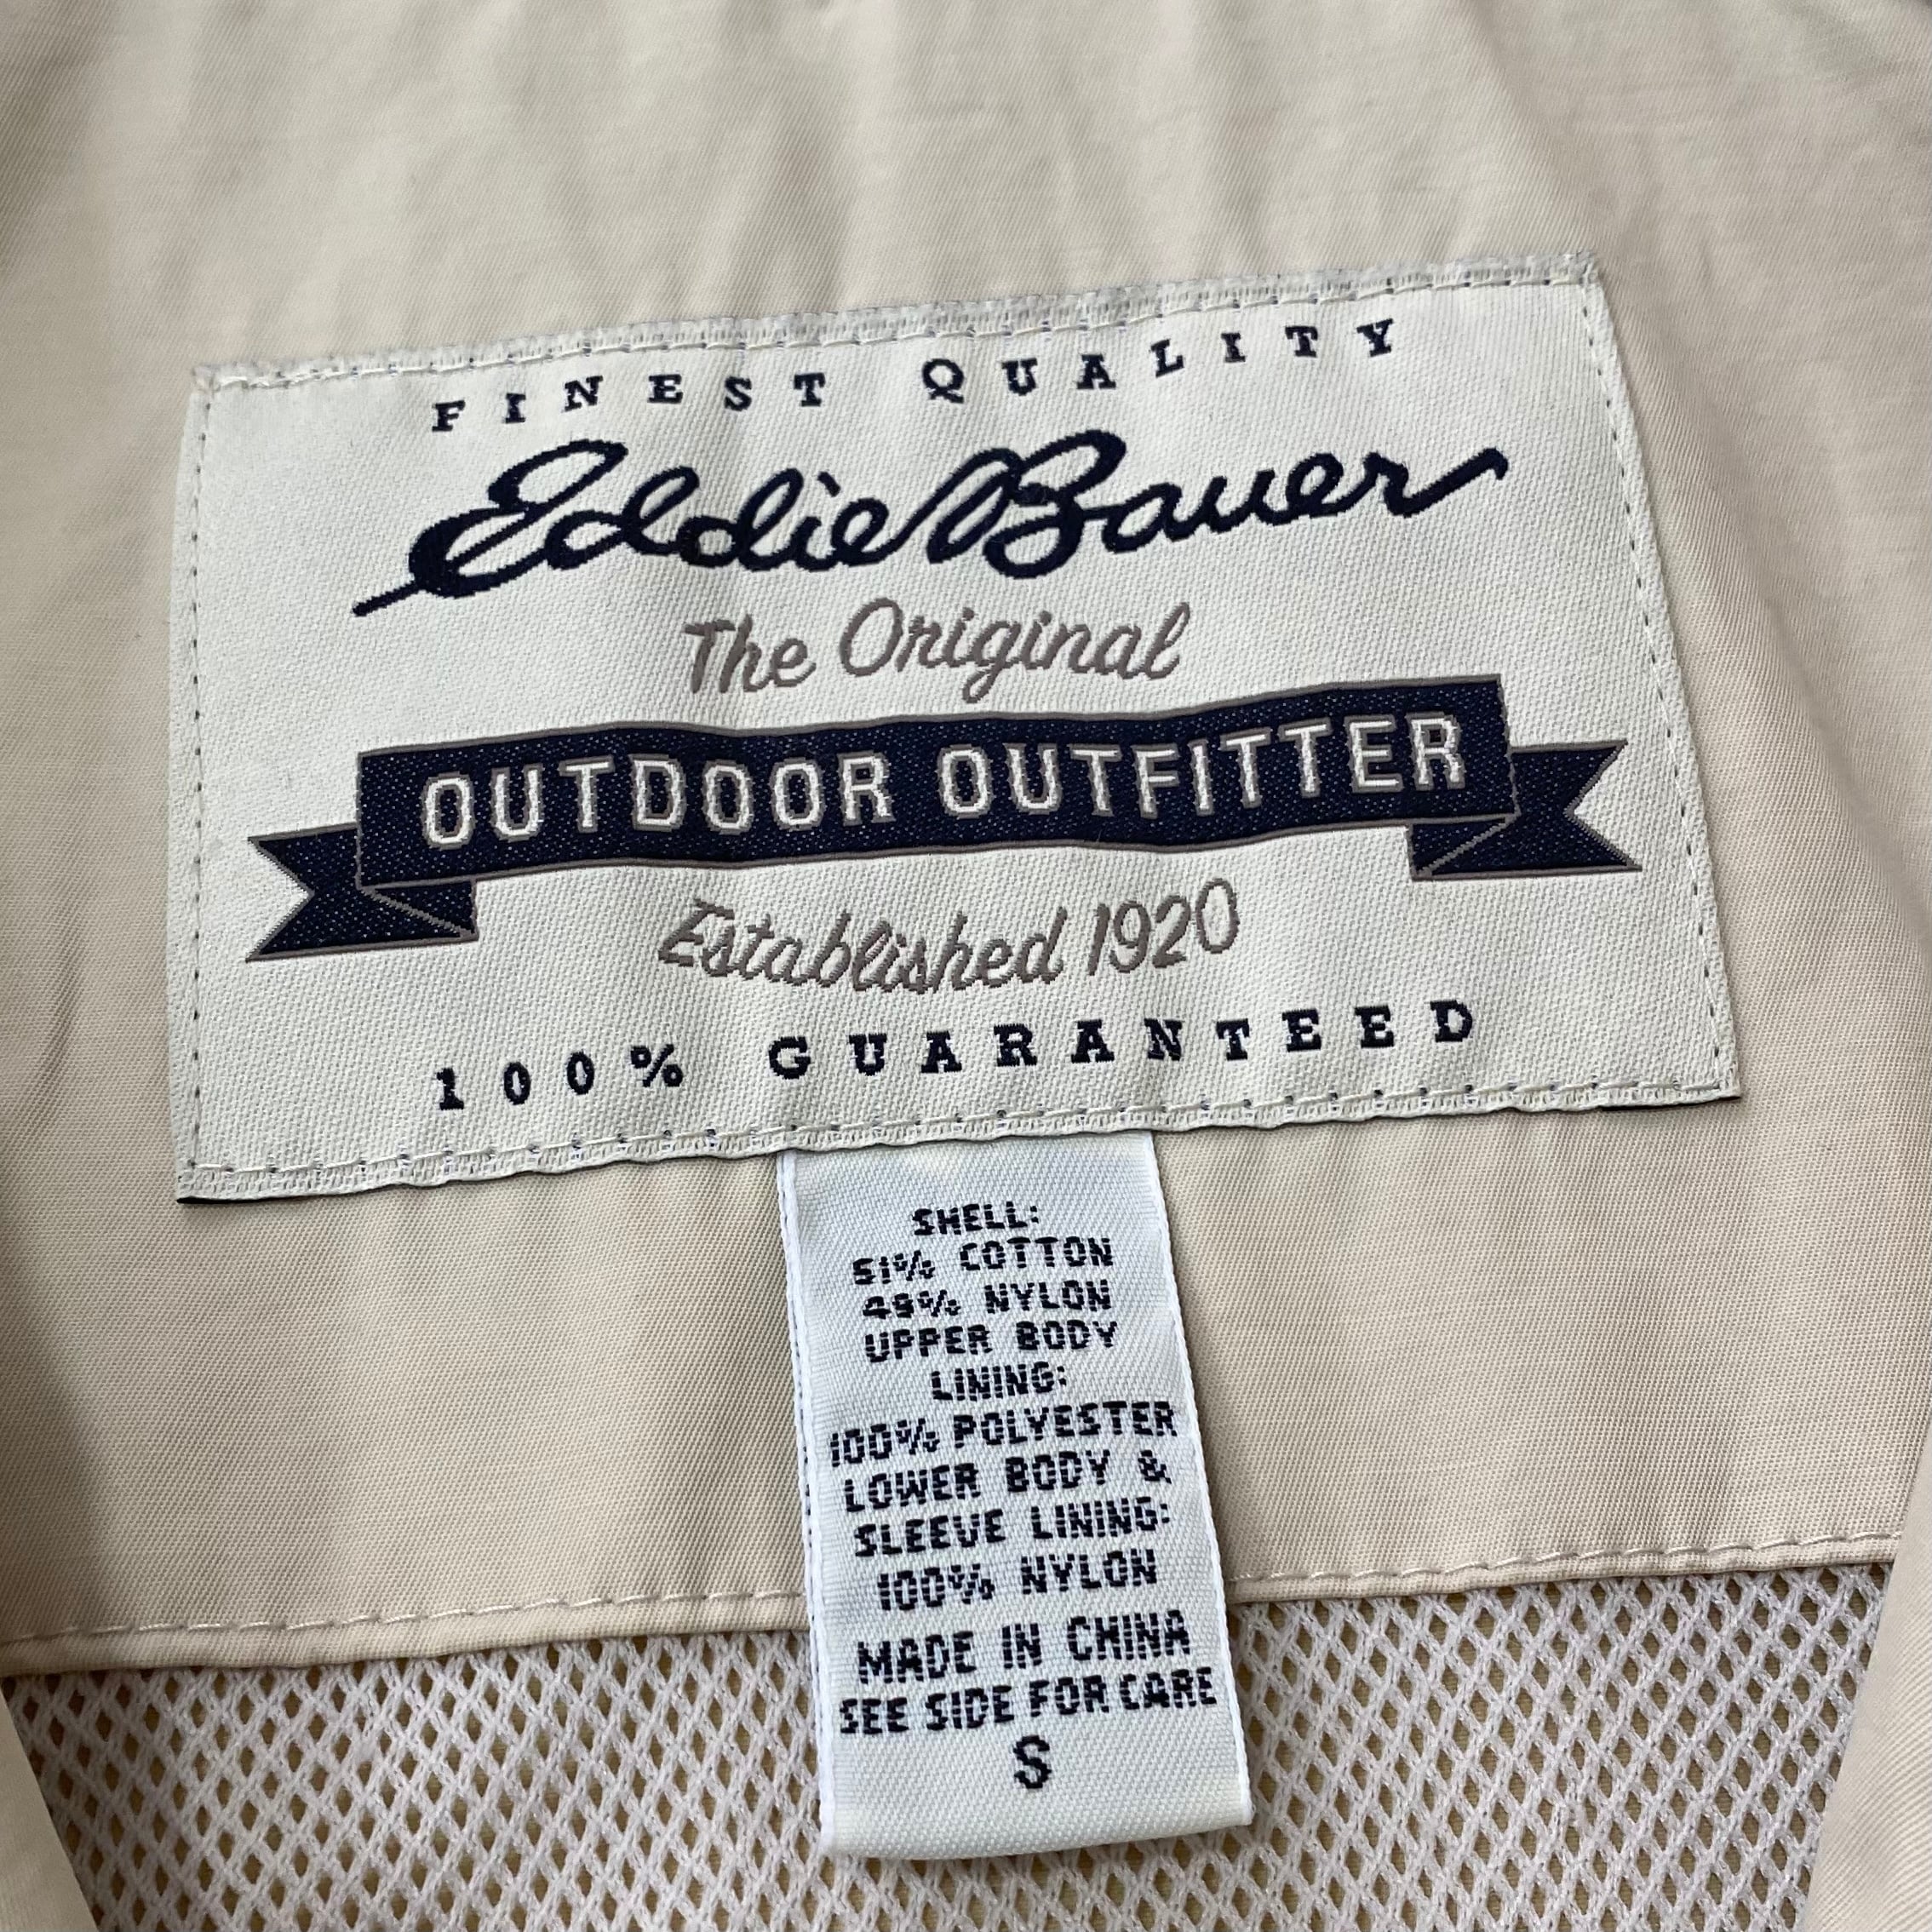 FINEST QUALITY
Eddie Bauer
The Original
OUTDOOR OUTFITTER
Established 1920
100% GUARANTEED
SHELL:
51% COTTON
49% NYLON
UPPER BODY
LINING:
100% POLYESTER
LOWER BODY &
SLEEVE LINING:
100% NYLON
MADE IN CHINA
SEE SIDE FOR CARE
S